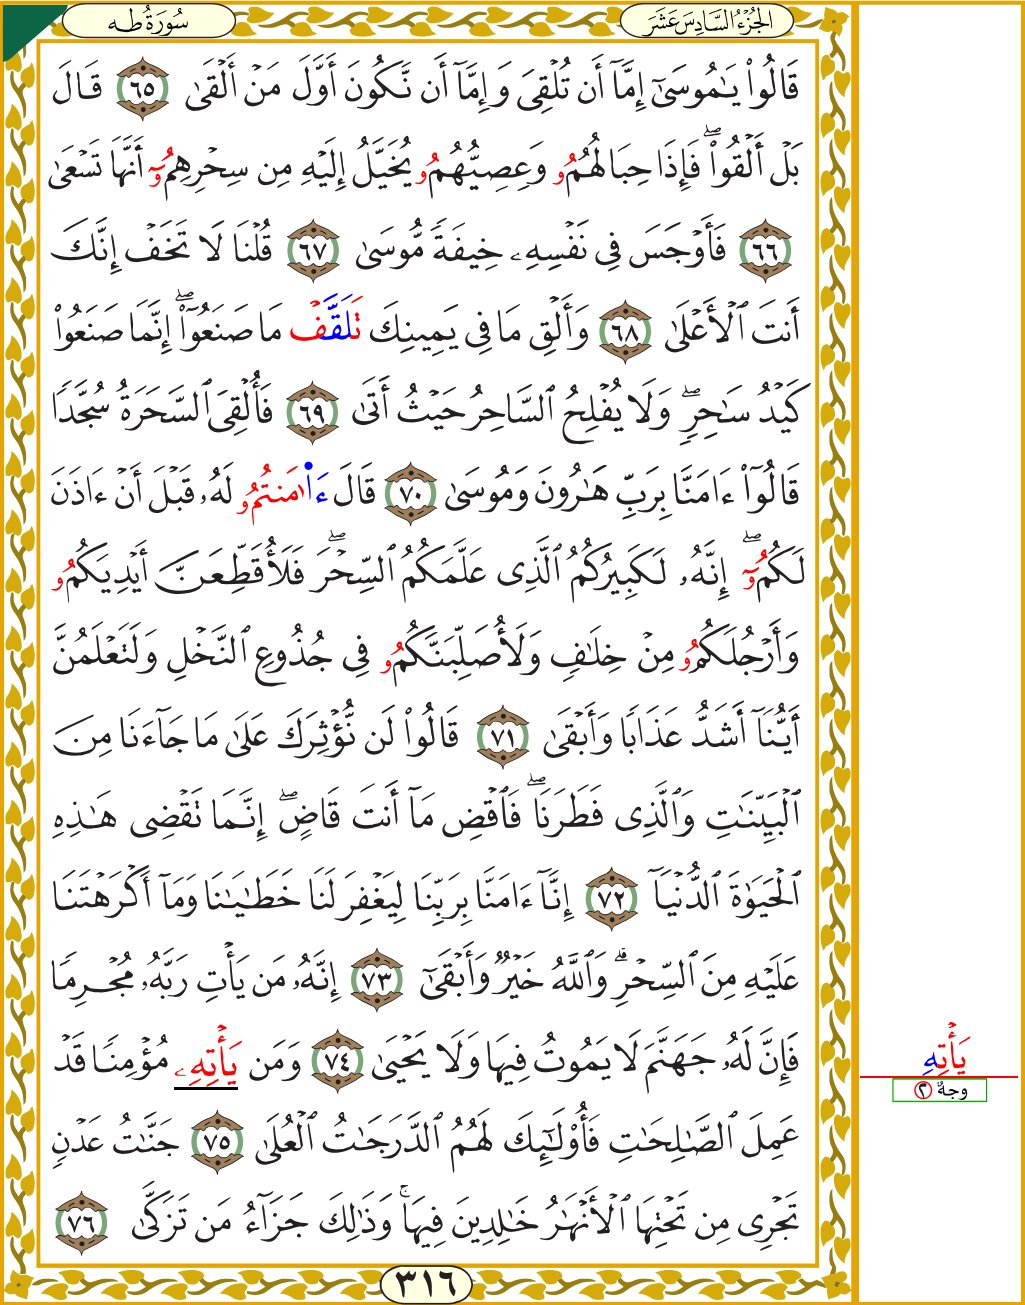 سُورَةُ طه
الجُزْءُ السَّادِسَ عَشَرَ
قَالُوا۟ يَـٰمُوسَىٰٓ إِمَّآ أَن تُلْقِىَ وَإِمَّآ أَن نَّكُونَ أَوَّلَ مَنْ أَلْقَىٰ ٦٥ قَالَ
بَلْ أَلْقُوا۟ۖ فَإِذَا حِبَالُهُمُۥ وَعِصِيُّهُمُۥ يُخَيَّلُ إِلَيْهِ مِن سِحْرِهِمُۥٓ أَنَّهَا تَسْعَىٰ
٦٦ فَأَوْجَسَ فِى نَفْسِهِۦ خِيفَةً مُّوسَىٰ ٦٧ قُلْنَا لَا تَخَفْ إِنَّكَ
أَنتَ ٱلْأَعْلَىٰ ٦٨ وَأَلْقِ مَا فِى يَمِينِكَ تَلَقَّفْ مَا صَنَعُوٓا۟ۖ إِنَّمَا صَنَعُوا۟
كَيْدُ سَـٰحِرٍۖ وَلَا يُفْلِحُ ٱلسَّاحِرُ حَيْثُ أَتَىٰ ٦٩ فَأُلْقِىَ ٱلسَّحَرَةُ سُجَّدًا
قَالُوٓا۟ ءَامَنَّا بِرَبِّ هَـٰرُونَ وَمُوسَىٰ ٧٠ قَالَ ءَا۬ا۬مَنتُمُۥ لَهُۥ قَبْلَ أَنْ ءَاذَنَ
لَكُمُۥٓۖ إِنَّهُۥ لَكَبِيرُكُمُ ٱلَّذِى عَلَّمَكُمُ ٱلسِّحْرَۖ فَلَأُقَطِّعَنَّ أَيْدِيَكُمُۥ
وَأَرْجُلَكُمُۥ مِنْ خِلَـٰفٍ وَلَأُصَلِّبَنَّكُمُۥ فِى جُذُوعِ ٱلنَّخْلِ وَلَتَعْلَمُنَّ
أَيُّنَآ أَشَدُّ عَذَابًا وَأَبْقَىٰ ٧١ قَالُوا۟ لَن نُّؤْثِرَكَ عَلَىٰ مَا جَآءَنَا مِنَ
ٱلْبَيِّنَـٰتِ وَٱلَّذِى فَطَرَنَاۖ فَٱقْضِ مَآ أَنتَ قَاضٍۖ إِنَّمَا تَقْضِى هَـٰذِهِ
ٱلْحَيَوٰةَ ٱلدُّنْيَآ ٧٢ إِنَّآ ءَامَنَّا بِرَبِّنَا لِيَغْفِرَ لَنَا خَطَـٰيَـٰنَا وَمَآ أَكْرَهْتَنَا
عَلَيْهِ مِنَ ٱلسِّحْرِۗ وَٱللَّهُ خَيْرٌ وَأَبْقَىٰٓ ٧٣ إِنَّهُۥ مَن يَأْتِ رَبَّهُۥ مُجْرِمًا
فَإِنَّ لَهُۥ جَهَنَّمَ لَا يَمُوتُ فِيهَا وَلَا يَحْيَىٰ ٧٤ وَمَن يَأْتِهِۦ مُؤْمِنًا قَدْ
يَأْتِهِ
وجهٌ ٢
عَمِلَ ٱلصَّـٰلِحَـٰتِ فَأُو۟لَـٰٓئِكَ لَهُمُ ٱلدَّرَجَـٰتُ ٱلْعُلَىٰ ٧٥ جَنَّـٰتُ عَدْنٍ
تَجْرِى مِن تَحْتِهَا ٱلْأَنْهَـٰرُ خَـٰلِدِينَ فِيهَاۚ وَذَٰلِكَ جَزَآءُ مَن تَزَكَّىٰ ٧٦
٣١٦